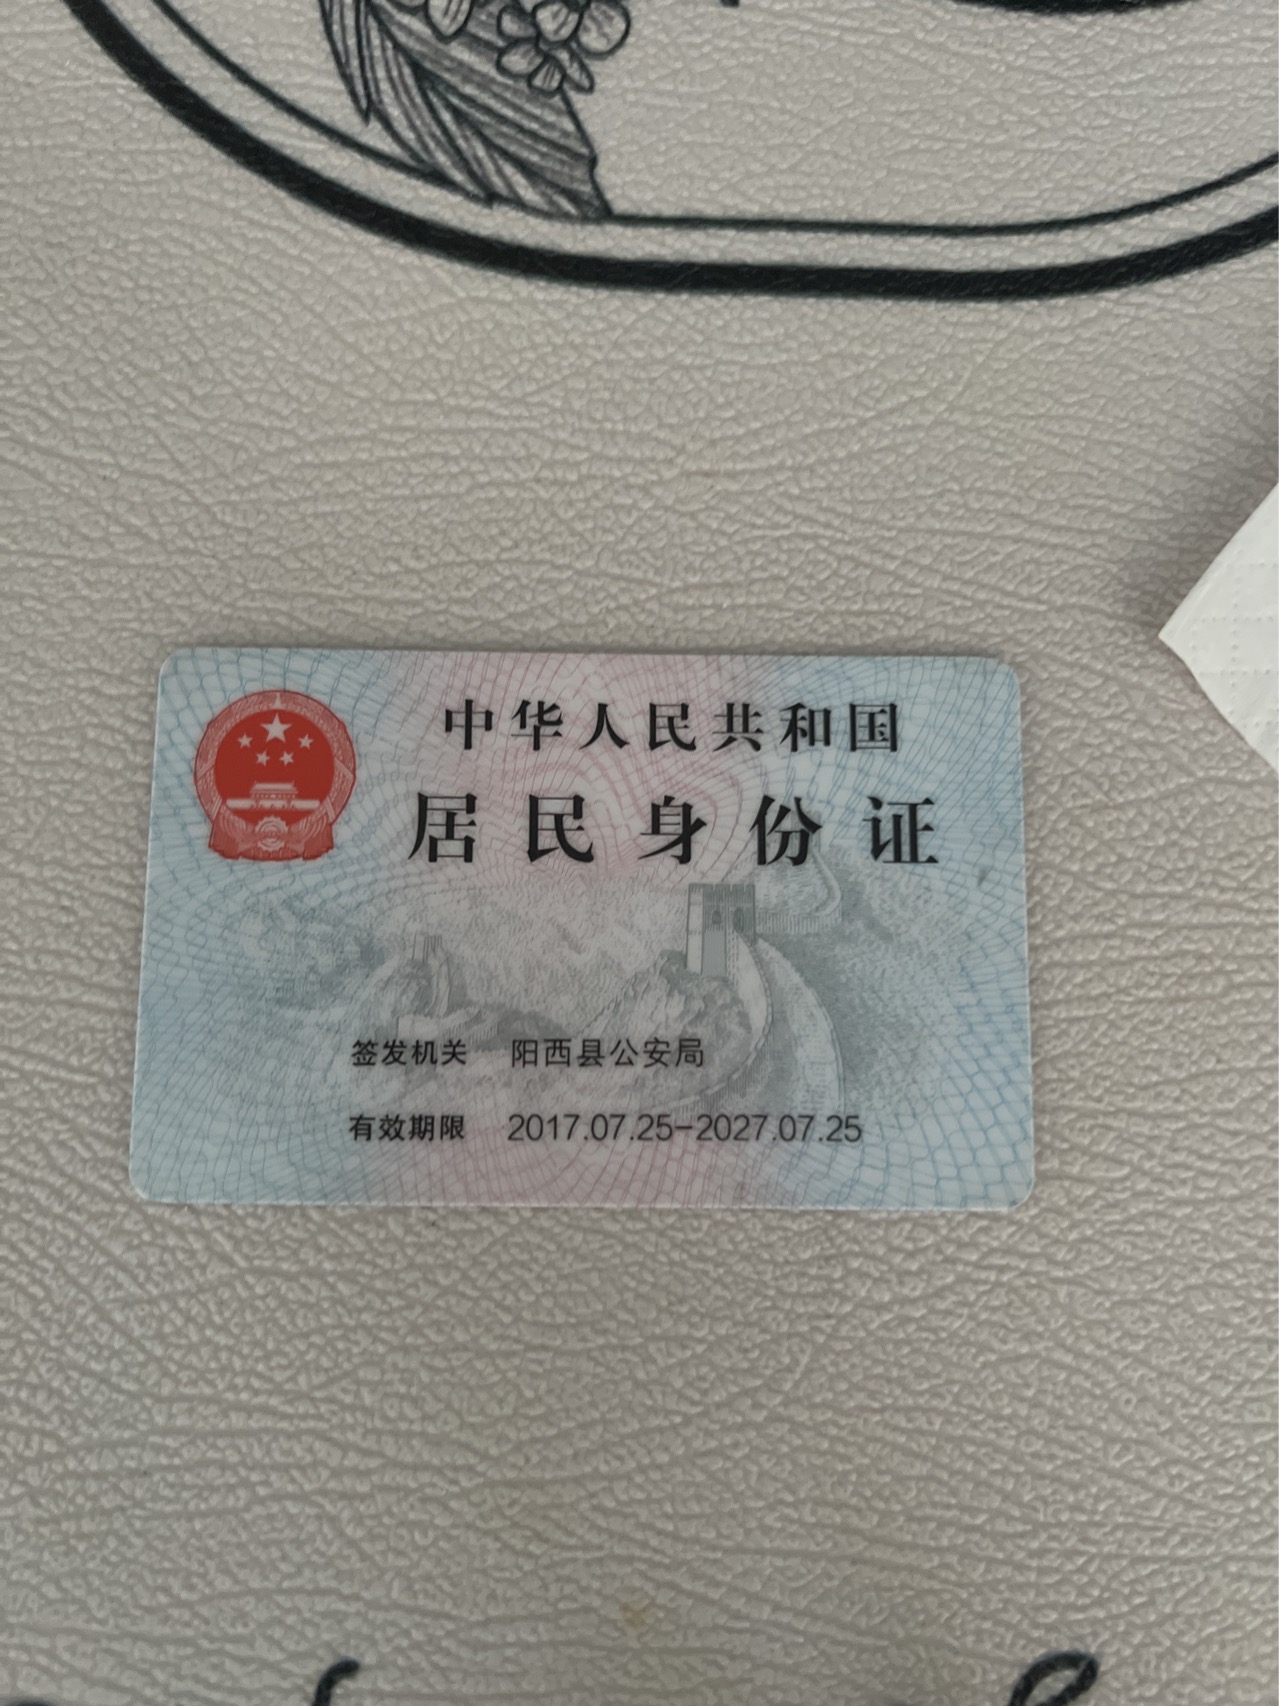 中华人民共和国
居民身份证
签发机关 阳西县公安局
有效期限 2017.07.25-2027.07.25